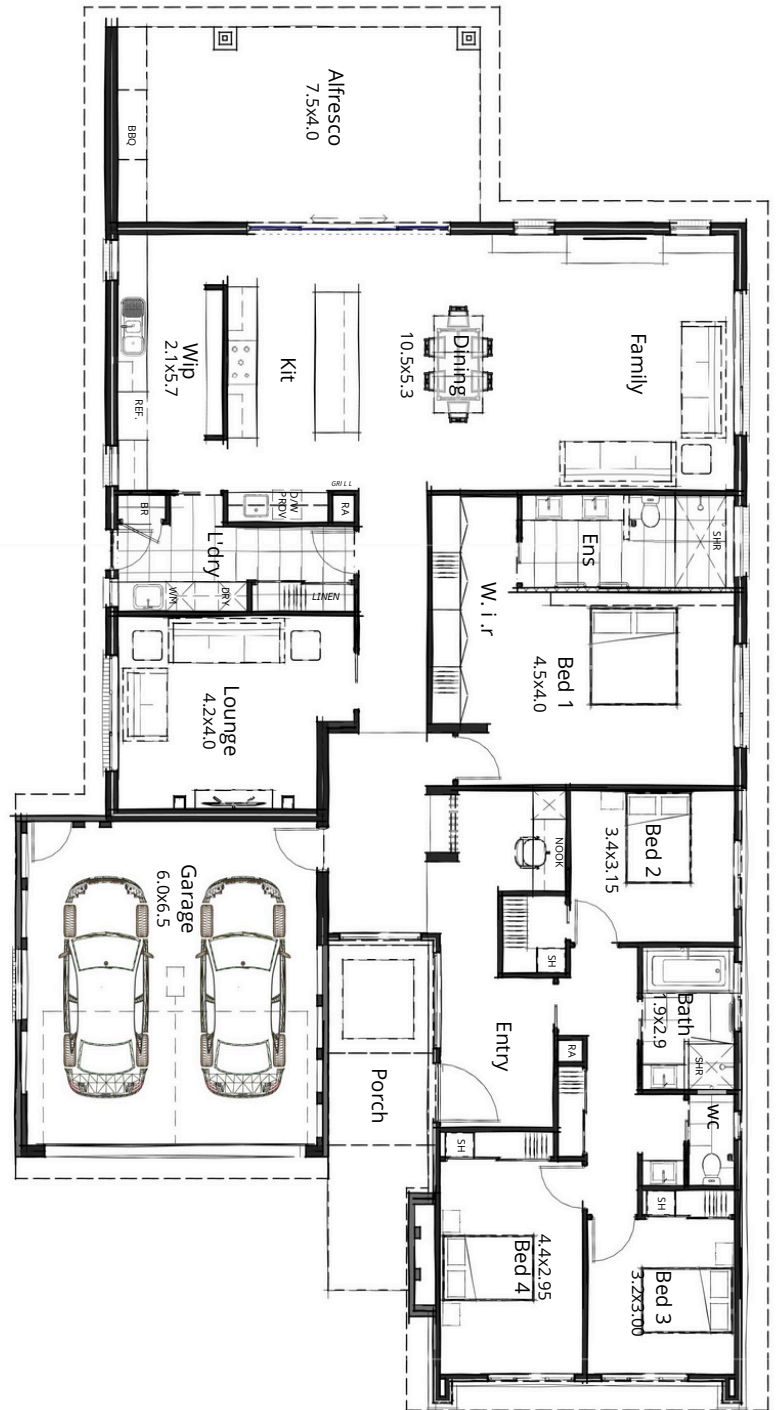 Alfresco
7.5x4.0
BBQ
Family
Dining
10.5x5.3
Kit
Wip
2.1x5.7
REF.
GRILL
RA
D/W
PROV
BR
L'dry
WM
DRY
LINEN
SHR
Ens
W.i.r
Bed 1
4.5x4.0
Lounge
4.2x4.0
Bed 2
3.4x3.15
NOOK
SH
Garage
6.0x6.5
Bath
1.9x2.9
SHR
Entry
RA
Porch
WC
SH
SH
Bed 4
4.4x2.95
Bed 3
3.2x3.00